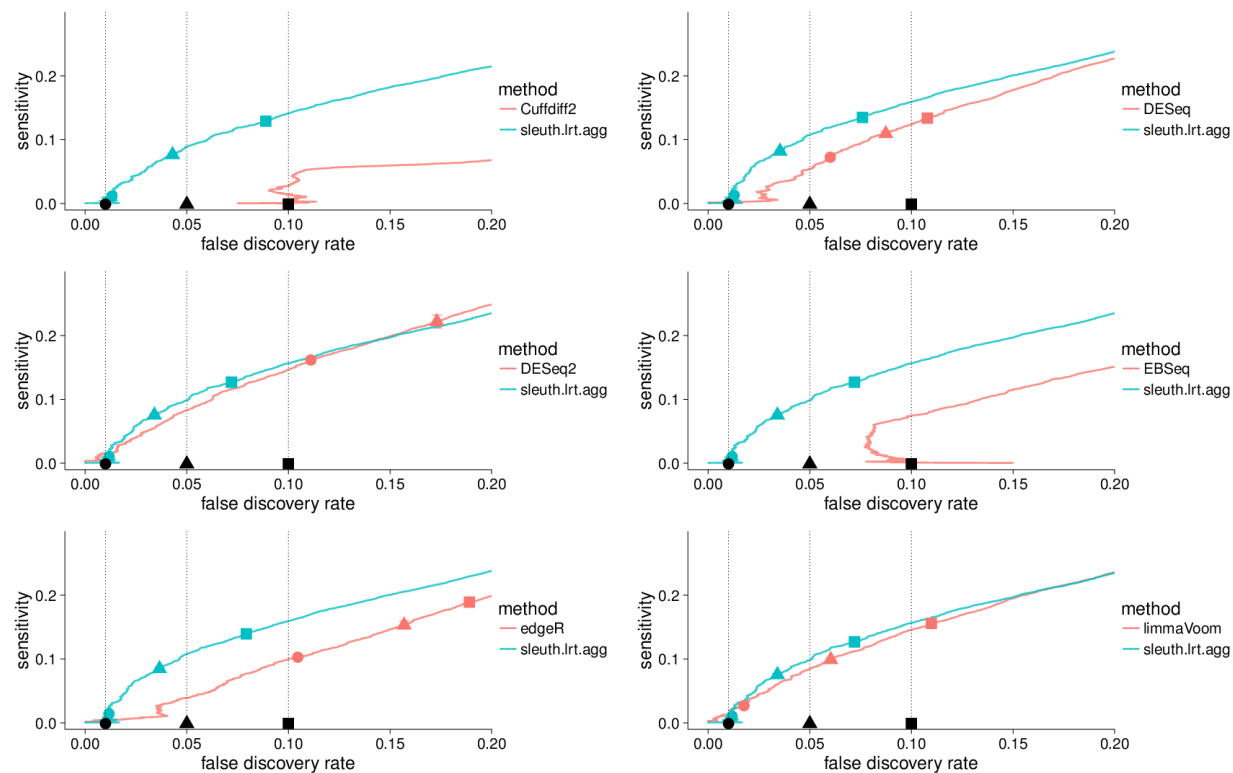 sensitivity
0.2
0.1
0.0
0.00 0.05 0.10 0.15 0.20
false discovery rate
method
Cuffdiff2
sleuth.lrt.agg
sensitivity
0.2
0.1
0.0
0.00 0.05 0.10 0.15 0.20
false discovery rate
method
DESeq
sleuth.lrt.agg
sensitivity
0.2
0.1
0.0
0.00 0.05 0.10 0.15 0.20
false discovery rate
method
DESeq2
sleuth.lrt.agg
sensitivity
0.2
0.1
0.0
0.00 0.05 0.10 0.15 0.20
false discovery rate
method
EBSeq
sleuth.lrt.agg
sensitivity
0.2
0.1
0.0
0.00 0.05 0.10 0.15 0.20
false discovery rate
method
edgeR
sleuth.lrt.agg
sensitivity
0.2
0.1
0.0
0.00 0.05 0.10 0.15 0.20
false discovery rate
method
limmaVoom
sleuth.lrt.agg